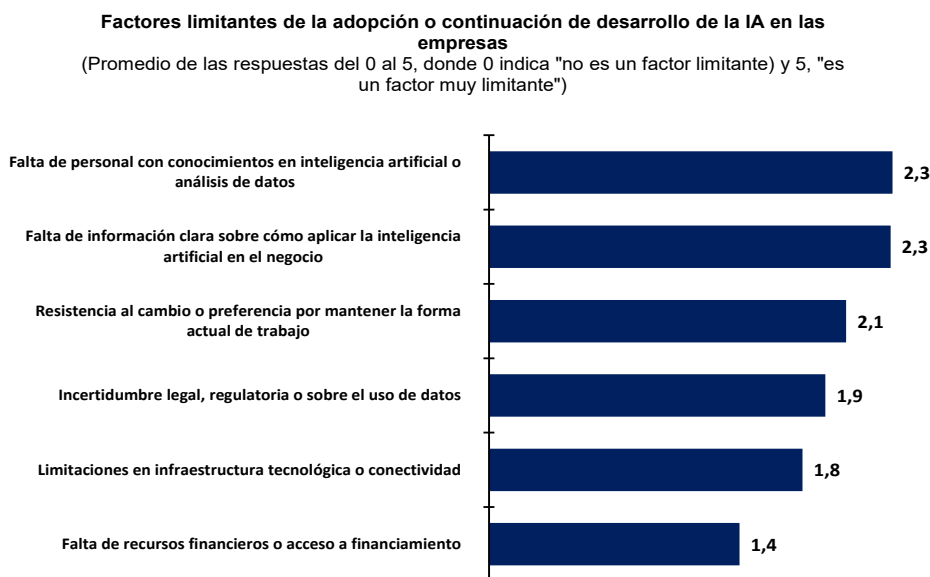 Factores limitantes de la adopción o continuación de desarrollo de la IA en las
empresas
(Promedio de las respuestas del 0 al 5, donde 0 indica "no es un factor limitante) y 5, "es
un factor muy limitante")
Falta de personal con conocimientos en inteligencia artificial o
análisis de datos
2,3
Falta de información clara sobre cómo aplicar la inteligencia
artificial en el negocio
2,3
Resistencia al cambio o preferencia por mantener la forma
actual de trabajo
2,1
Incertidumbre legal, regulatoria o sobre el uso de datos
1,9
Limitaciones en infraestructura tecnológica o conectividad
1,8
Falta de recursos financieros o acceso a financiamiento
1,4